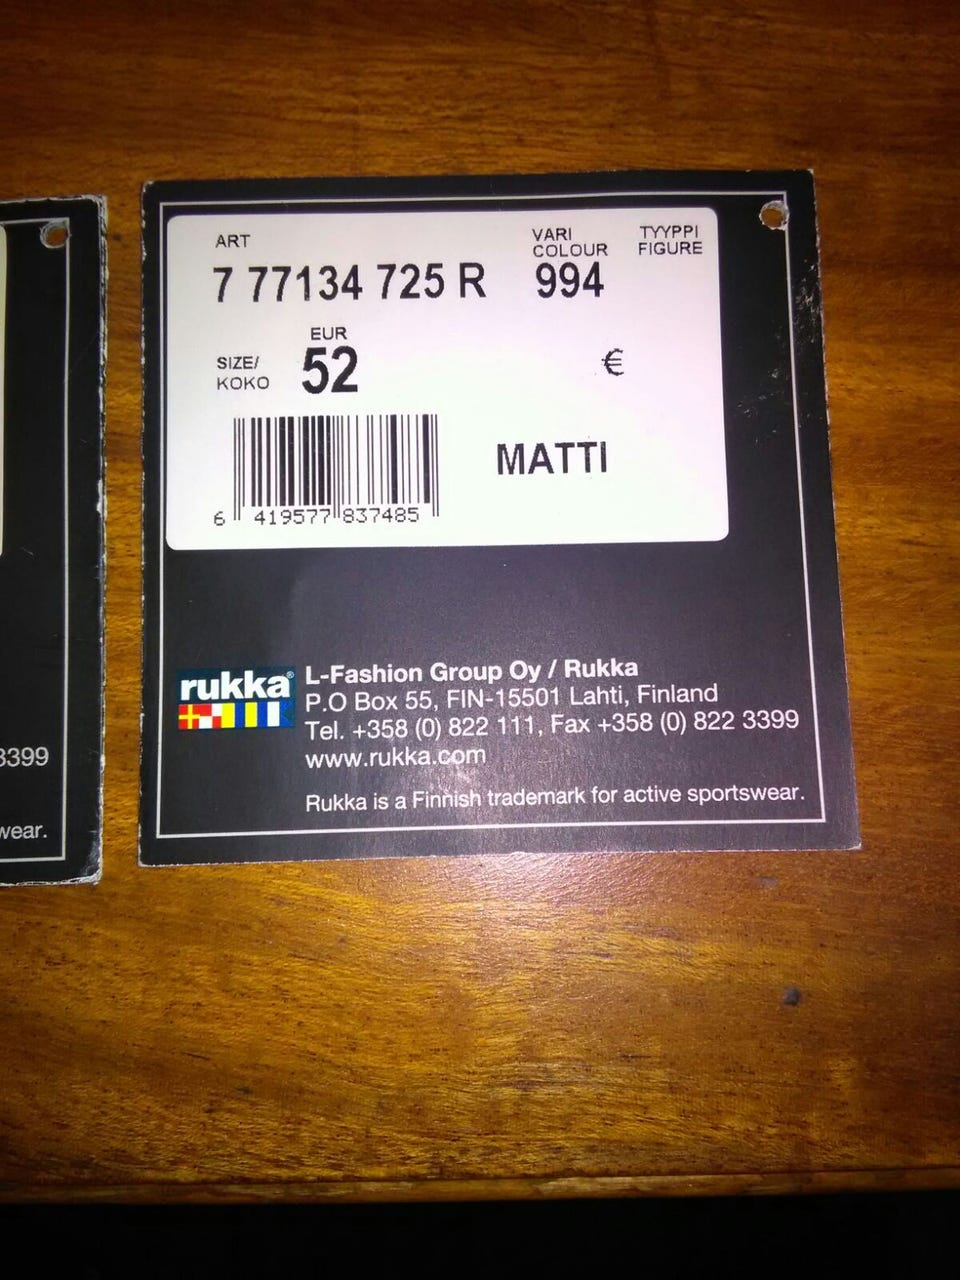 ART
VARI
COLOUR
TYYPPI
FIGURE
7 77134 725 R
994
EUR
SIZE/
KOKO
52
€
MATTI
6 419577 837485
rukka®
L-Fashion Group Oy / Rukka
P.O Box 55, FIN-15501 Lahti, Finland
Tel. +358 (0) 822 111, Fax +358 (0) 822 3399
www.rukka.com
Rukka is a Finnish trademark for active sportswear.
3399
wear.